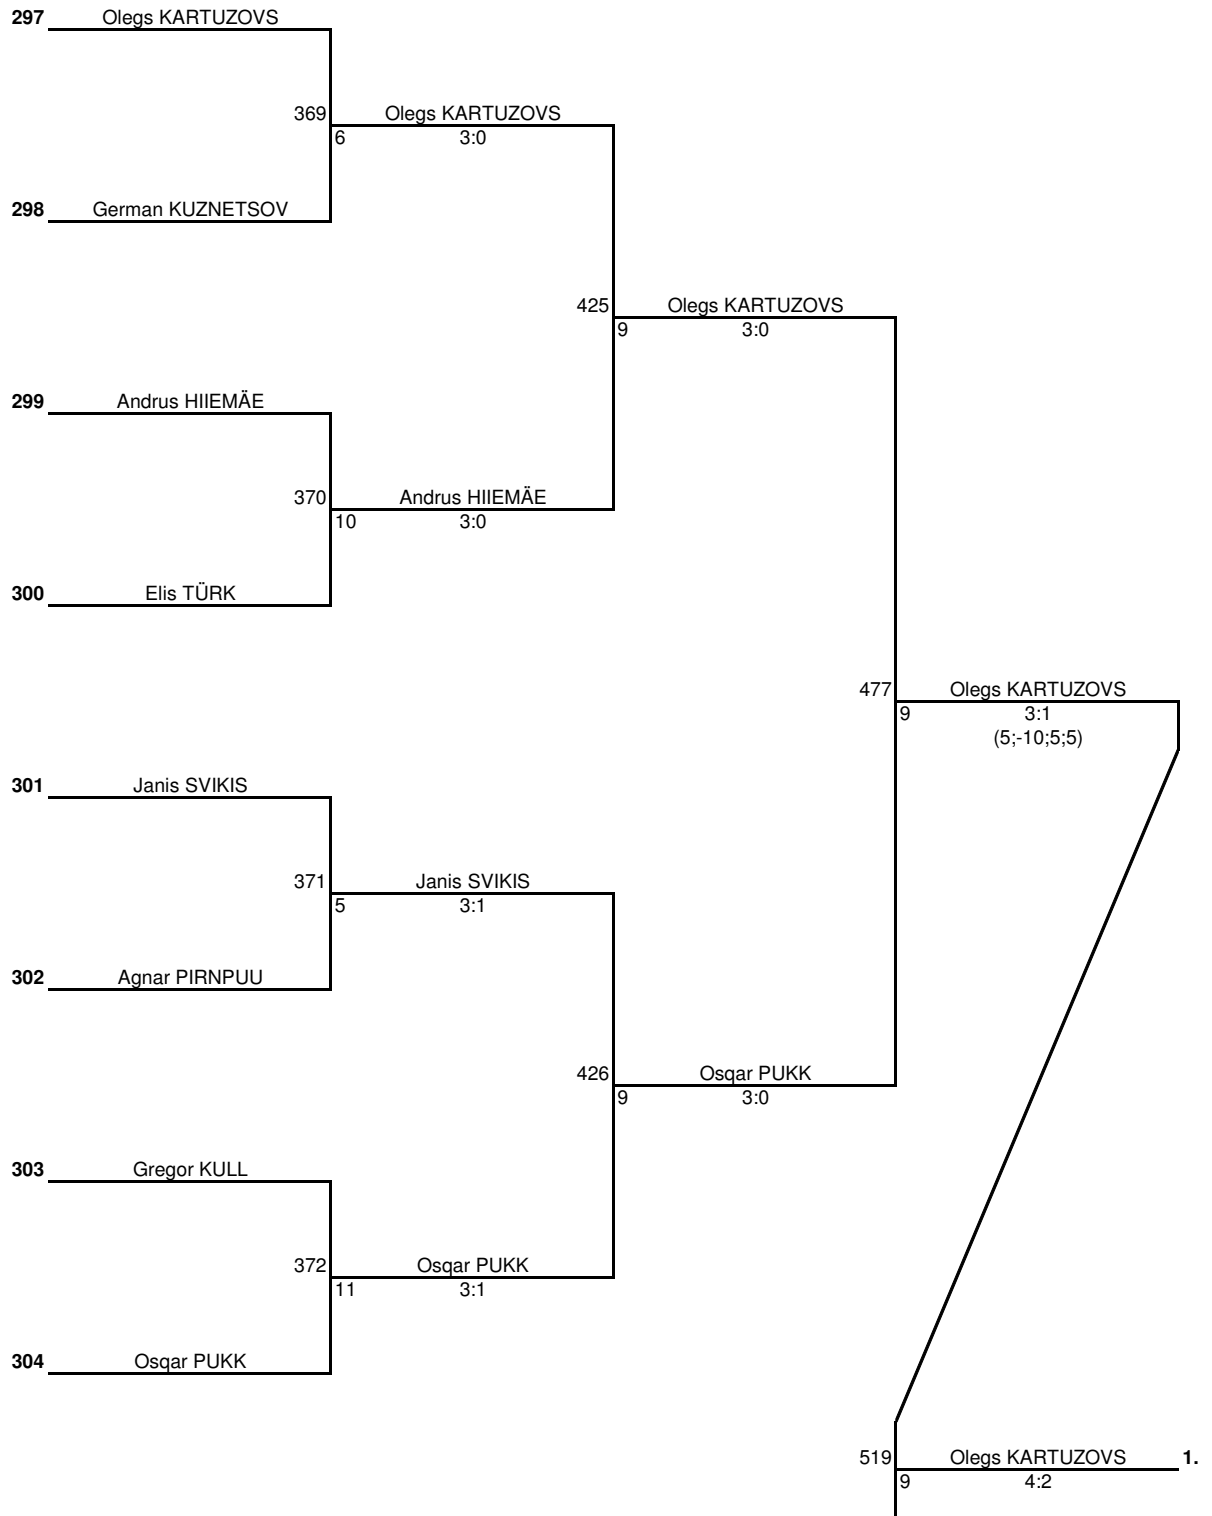 297 Olegs KARTUZOVS
369 Olegs KARTUZOVS
6 3:0
298 German KUZNETSOV
425 Olegs KARTUZOVS
9 3:0
299 Andrus HIIEMÄE
370 Andrus HIIEMÄE
10 3:0
300 Elis TÜRK
477 Olegs KARTUZOVS
9 3:1
(5;-10;5;5)
301 Janis SVIKIS
371 Janis SVIKIS
5 3:1
302 Agnar PIRNPUU
426 Osqar PUKK
9 3:0
303 Gregor KULL
372 Osqar PUKK
11 3:1
304 Osqar PUKK
519 Olegs KARTUZOVS 1.
9 4:2